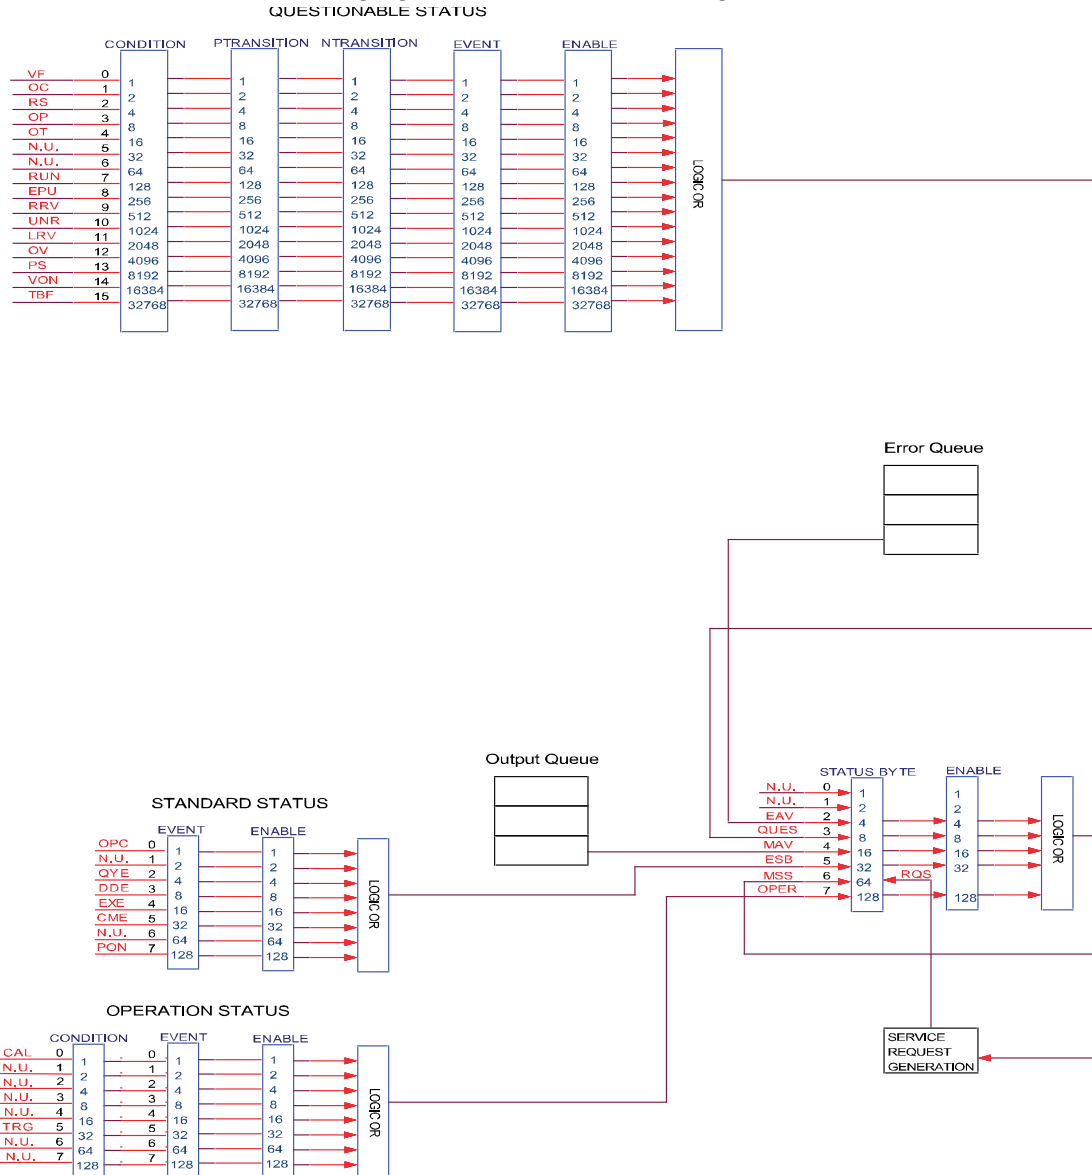 QUESTIONABLE STATUS
CONDITION PTRANSITION NTRANSITION EVENT ENABLE
VF 0 1 1 1 1 1
OC 1 2 2 2 2 2
RS 2 4 4 4 4 4
OP 3 8 8 8 8 8
OT 4 16 16 16 16 16
N.U. 5 32 32 32 32 32
N.U. 6 64 64 64 64 64
RUN 7 128 128 128 128 128
EPU 8 256 256 256 256 256
RRV 9 512 512 512 512 512
UNR 10 1024 1024 1024 1024 1024
LRV 11 2048 2048 2048 2048 2048
OV 12 4096 4096 4096 4096 4096
PS 13 8192 8192 8192 8192 8192
VON 14 16384 16384 16384 16384 16384
TBF 15 32768 32768 32768 32768 32768
LOGIC OR
Error Queue
Output Queue
STATUS BYTE ENABLE
N.U. 0 1 1
N.U. 1 2 2
EAV 2 4 4
QUES 3 8 8
MAV 4 16 16
ESB 5 32 32
MSS 6 64 RQS
OPER 7 128 128
LOGIC OR
STANDARD STATUS
EVENT ENABLE
OPC 0 1 1
N.U. 1 2 2
QYE 2 4 4
DDE 3 8 8
EXE 4 16 16
CME 5 32 32
N.U. 6 64 64
PON 7 128 128
LOGIC OR
SERVICE
REQUEST
GENERATION
OPERATION STATUS
CONDITION EVENT ENABLE
CAL 0 1 0 1 1
N.U. 1 2 1 2 2
N.U. 2 4 2 4 4
N.U. 3 8 3 8 8
N.U. 4 16 4 16 16
TRG 5 32 5 32 32
N.U. 6 64 6 64 64
N.U. 7 128 7 128 128
LOGIC OR